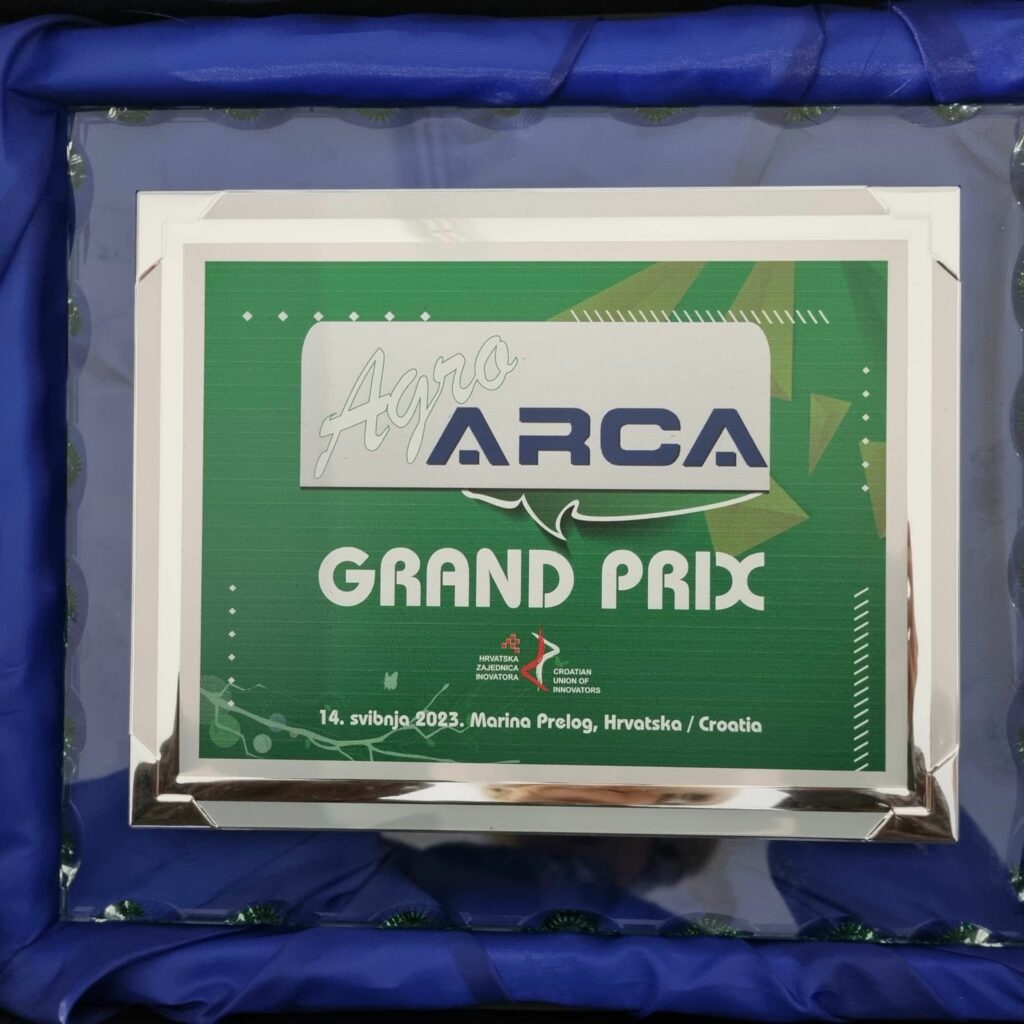 Agro
ARCA
GRAND PRIX
HRVATSKA
ZAJEDNICA
INOVATORA
CROATIAN
UNION OF
INNOVATORS
14. svibnja 2023. Marina Prelog, Hrvatska / Croatia